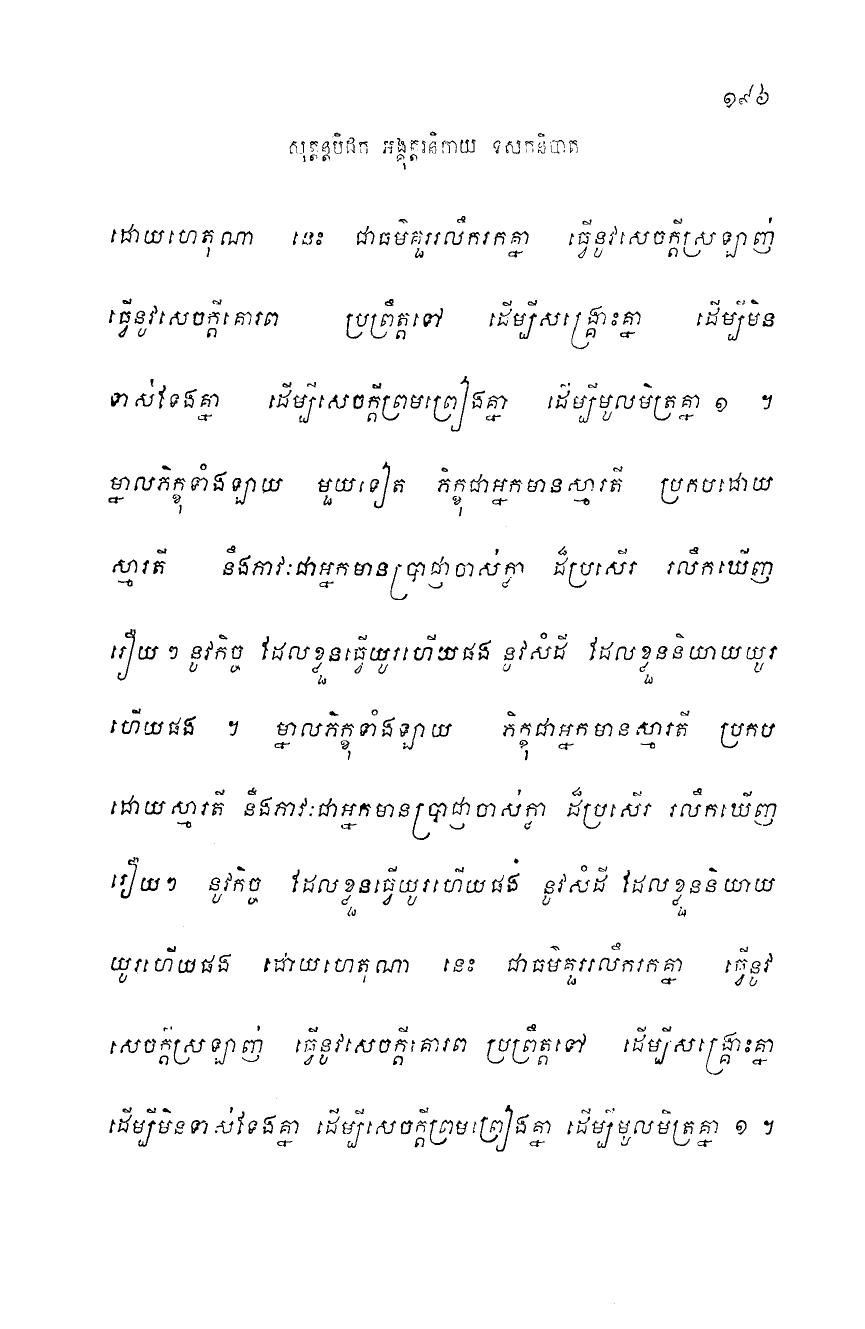 ១៩៦
សុត្តន្តបិដក អង្គុត្តរនិកាយ ទសកនិបាត
ដោយហេតុណា នេះ ជាធម៌គួររលឹករកគ្នា ធ្វើនូវសេចក្តីស្រឡាញ់
ធ្វើនូវសេចក្តីគោរព ប្រព្រឹត្តទៅ ដើម្បីសង្គ្រោះគ្នា ដើម្បីមិន
ទាស់ទែងគ្នា ដើម្បីសេចក្តីព្រមព្រៀងគ្នា ដើម្បីមូលមិត្រគ្នា ១ ។
ម្នាលភិក្ខុទាំងឡាយ មួយទៀត ភិក្ខុជាអ្នកមានស្មារតី ប្រកបដោយ
ស្មារតី នឹងភាវៈជាអ្នកមានប្រាជ្ញាចាស់ក្លា ដ៏ប្រសើរ រលឹកឃើញ
រឿយ ៗ នូវកិច្ច ដែលខ្លួនធ្វើយូរហើយផង នូវសំដី ដែលខ្លួននិយាយយូរ
ហើយផង ។ ម្នាលភិក្ខុទាំងឡាយ ភិក្ខុជាអ្នកមានស្មារតី ប្រកប
ដោយស្មារតី នឹងភាវៈជាអ្នកមានប្រាជ្ញាចាស់ក្លា ដ៏ប្រសើរ រលឹកឃើញ
រឿយៗ នូវកិច្ច ដែលខ្លួនធ្វើយូរហើយផង នូវសំដី ដែលខ្លួននិយាយ
យូរហើយផង ដោយហេតុណា នេះ ជាធម៌គួររលឹករកគ្នា ធ្វើនូវ
សេចក្តីស្រឡាញ់ ធ្វើនូវសេចក្តីគោរព ប្រព្រឹត្តទៅ ដើម្បីសង្គ្រោះគ្នា
ដើម្បីមិនទាស់ទែងគ្នា ដើម្បីសេចក្តីព្រមព្រៀងគ្នា ដើម្បីមូលមិត្រគ្នា ១ ។